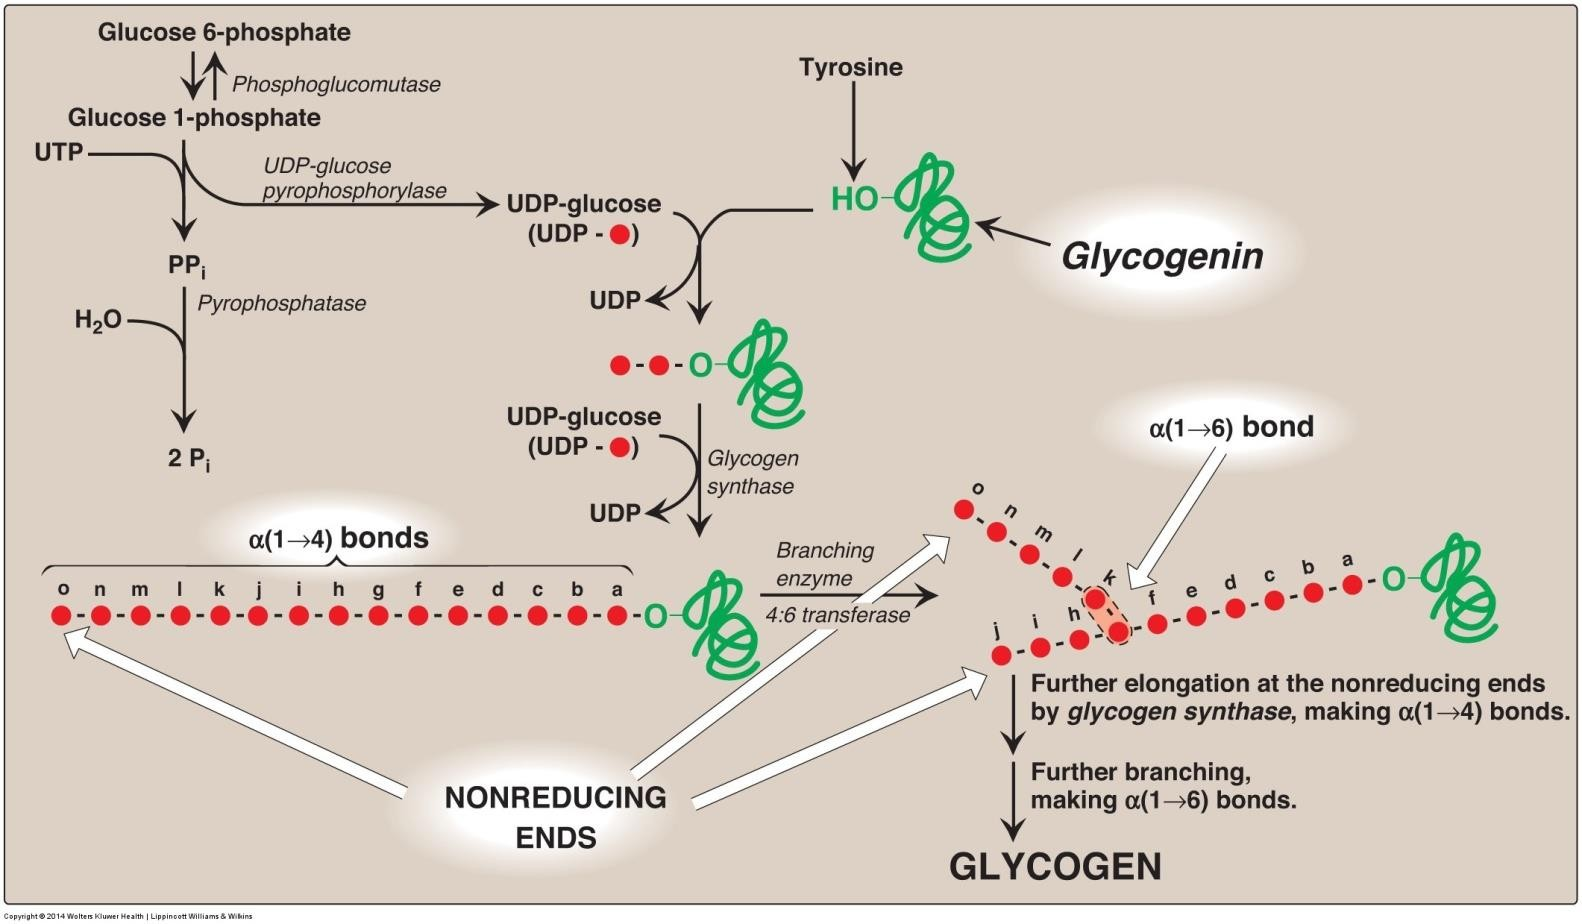 Glucose 6-phosphate
Phosphoglucomutase
Glucose 1-phosphate
UTP
UDP-glucose
pyrophosphorylase
PPi
Pyrophosphatase
H2O
2 Pi
Tyrosine
HO
Glycogenin
UDP-glucose
(UDP - )
UDP
O
UDP-glucose
(UDP - )
Glycogen
synthase
UDP
α(1→4) bonds
o n m l k j i h g f e d c b a
O
Branching
enzyme
4:6 transferase
α(1→6) bond
o n m l k
j i h f e d c b a
O
NONREDUCING
ENDS
Further elongation at the nonreducing ends
by glycogen synthase, making α(1→4) bonds.
Further branching,
making α(1→6) bonds.
GLYCOGEN
Copyright © 2014 Wolters Kluwer Health | Lippincott Williams & Wilkins